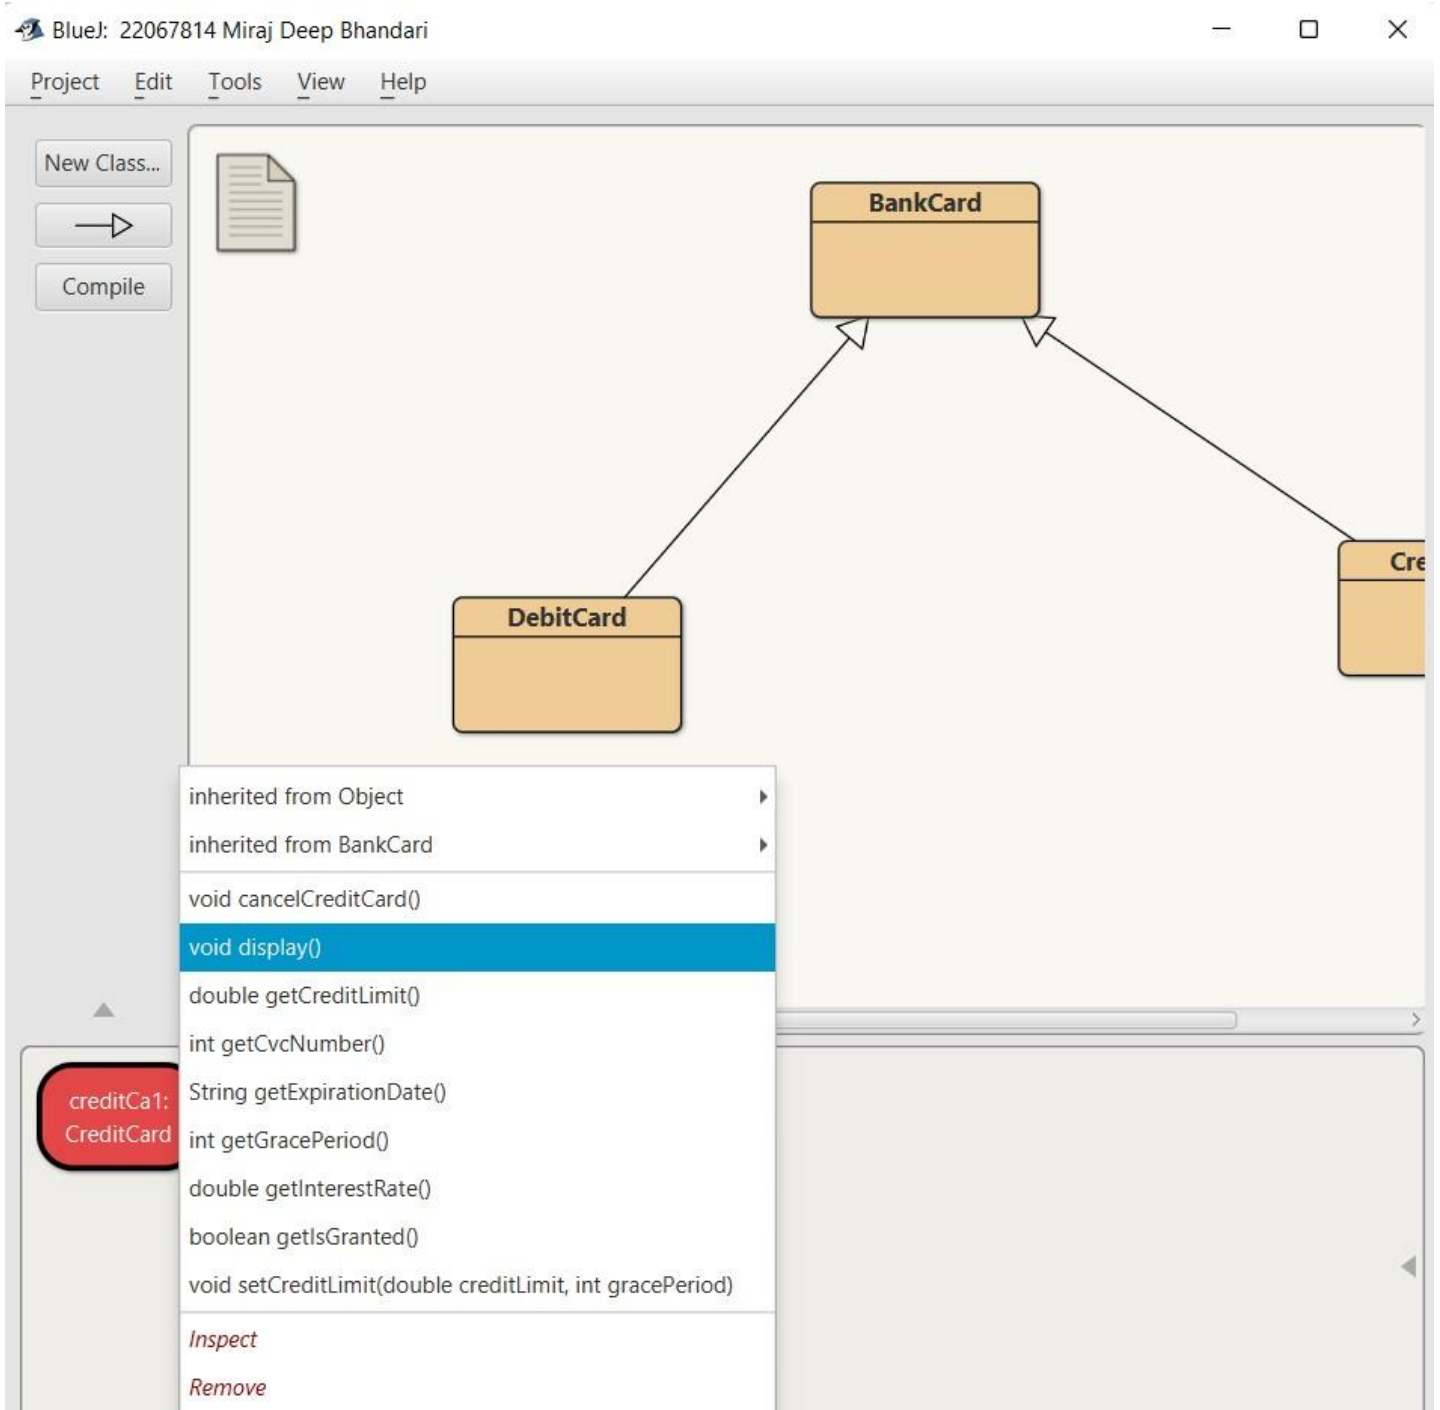 BlueJ: 22067814 Miraj Deep Bhandari
Project Edit Tools View Help
New Class...
Compile
BankCard
DebitCard
Cre
inherited from Object
inherited from BankCard
void cancelCreditCard()
void display()
double getCreditLimit()
int getCvcNumber()
String getExpirationDate()
int getGracePeriod()
double getInterestRate()
boolean getIsGranted()
void setCreditLimit(double creditLimit, int gracePeriod)
Inspect
Remove
creditCa1:
CreditCard